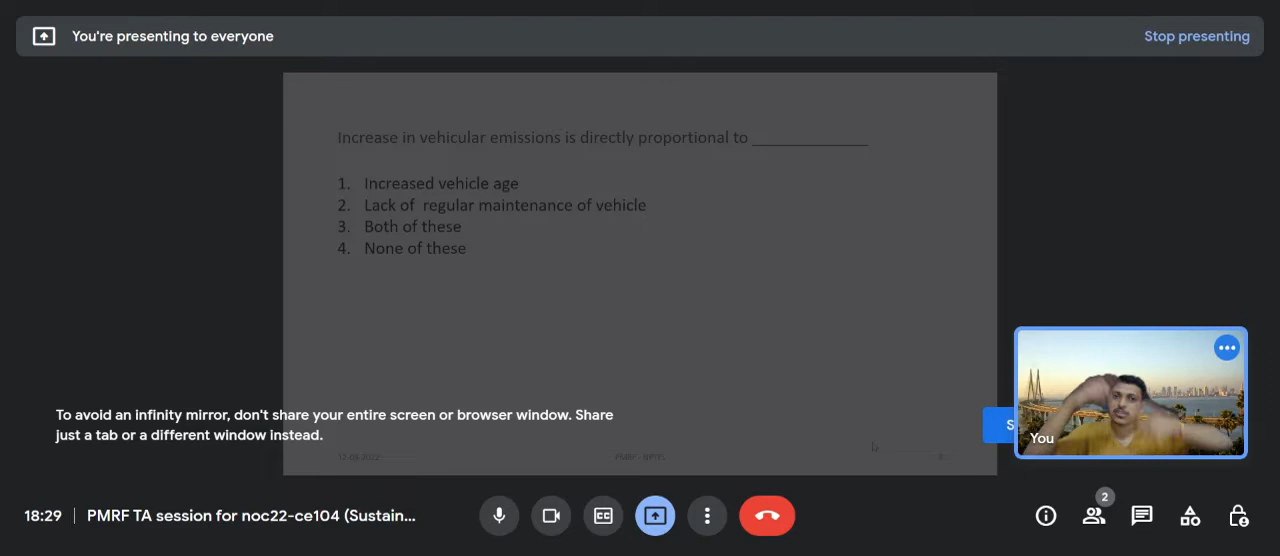 You're presenting to everyone
Stop presenting
Increase in vehicular emissions is directly proportional to ______________
1. Increased vehicle age
2. Lack of regular maintenance of vehicle
3. Both of these
4. None of these
To avoid an infinity mirror, don't share your entire screen or browser window. Share
just a tab or a different window instead.
S
You
18:29 | PMRF TA session for noc22-ce104 (Sustain...
2